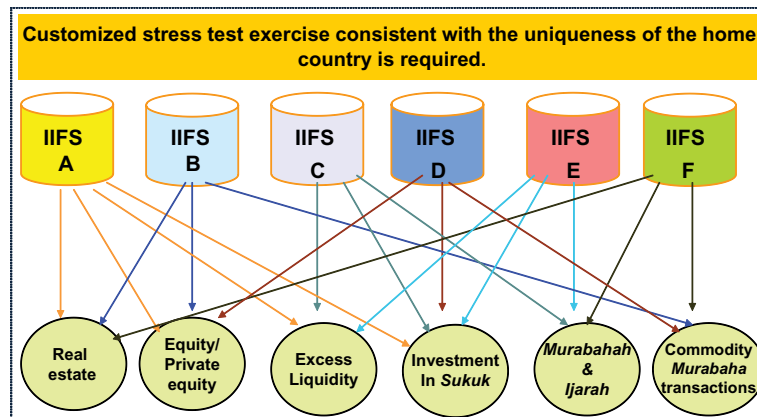 Customized stress test exercise consistent with the uniqueness of the home
country is required.
IIFS
A
IIFS
B
IIFS
C
IIFS
D
IIFS
E
IIFS
F
Real
estate
Equity/
Private
equity
Excess
Liquidity
Investment
In Sukuk
Murabahah
&
Ijarah
Commodity
Murabaha
transactions